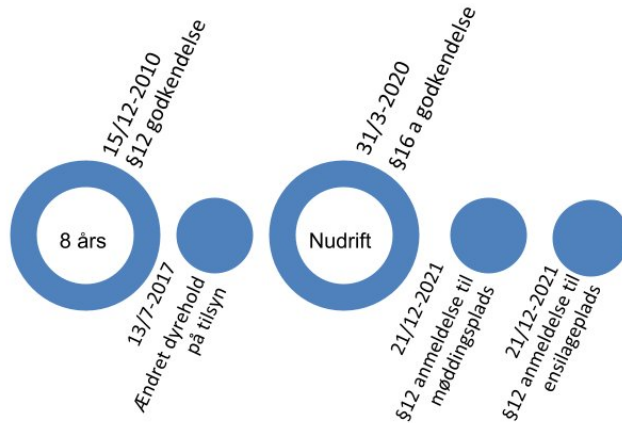 15/12-2010
§12 godkendelse
8 års
13/7-2017
Ændret dyrehold
på tilsyn
31/3-2020
§16 a godkendelse
Nudrift
21/12-2021
§12 anmeldelse til
møddingsplads
21/12-2021
§12 anmeldelse til
ensilageplads